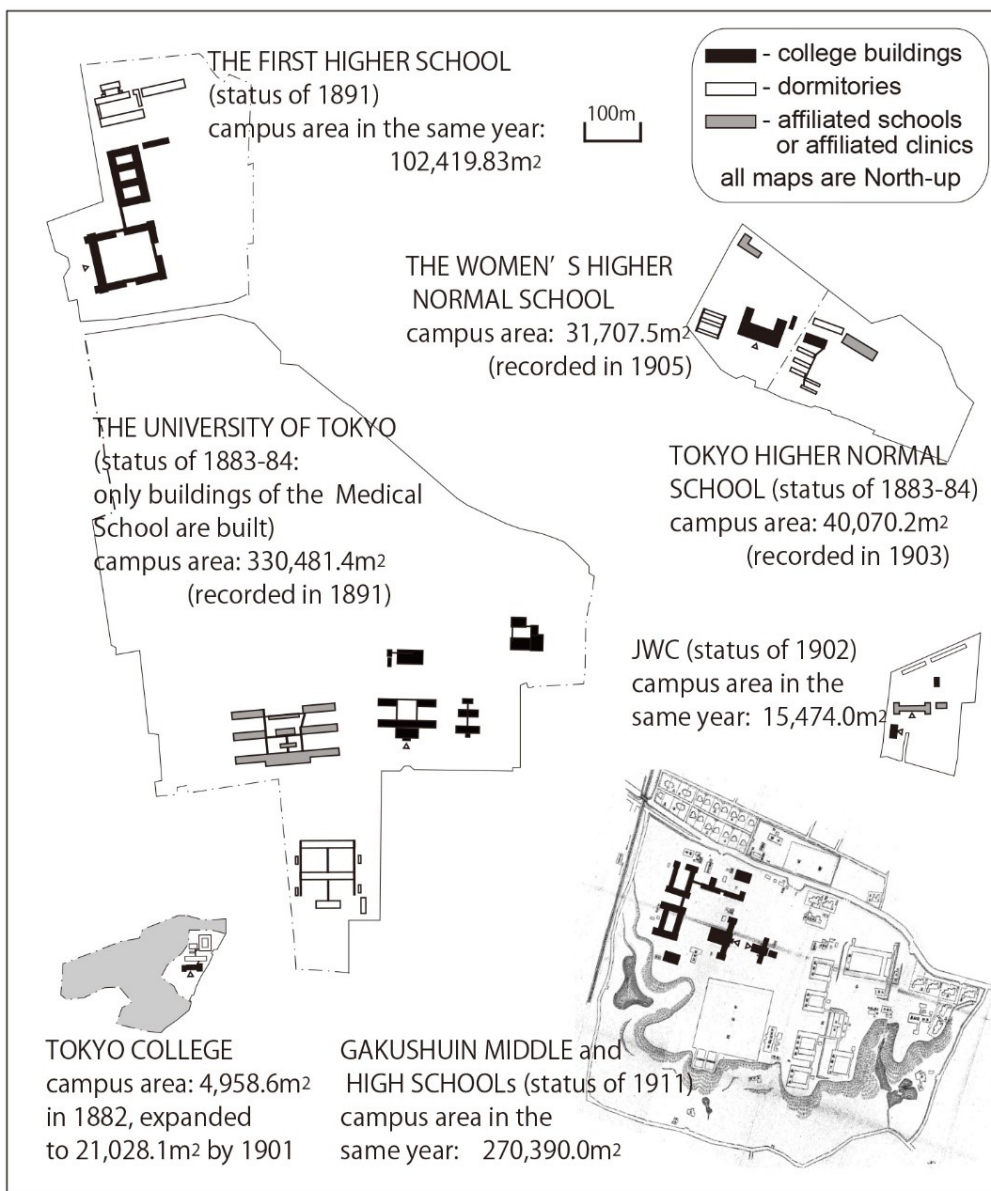 THE FIRST HIGHER SCHOOL
(status of 1891)
campus area in the same year:
102,419.83m2
100m
- college buildings
- dormitories
- affiliated schools
or affiliated clinics
all maps are North-up
THE WOMEN' S HIGHER
NORMAL SCHOOL
campus area: 31,707.5m2
(recorded in 1905)
THE UNIVERSITY OF TOKYO
(status of 1883-84:
only buildings of the Medical
School are built)
campus area: 330,481.4m2
(recorded in 1891)
TOKYO HIGHER NORMAL
SCHOOL (status of 1883-84)
campus area: 40,070.2m2
(recorded in 1903)
JWC (status of 1902)
campus area in the
same year: 15,474.0m2
TOKYO COLLEGE
campus area: 4,958.6m2
in 1882, expanded
to 21,028.1m2 by 1901
GAKUSHUIN MIDDLE and
HIGH SCHOOLs (status of 1911)
campus area in the
same year: 270,390.0m2